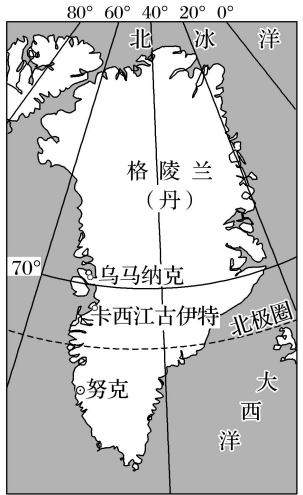 80° 60° 40° 20° 0°
北冰洋
格陵兰
(丹)
70°
乌马纳克
卡西江古伊特
北极圈
努克
大西洋